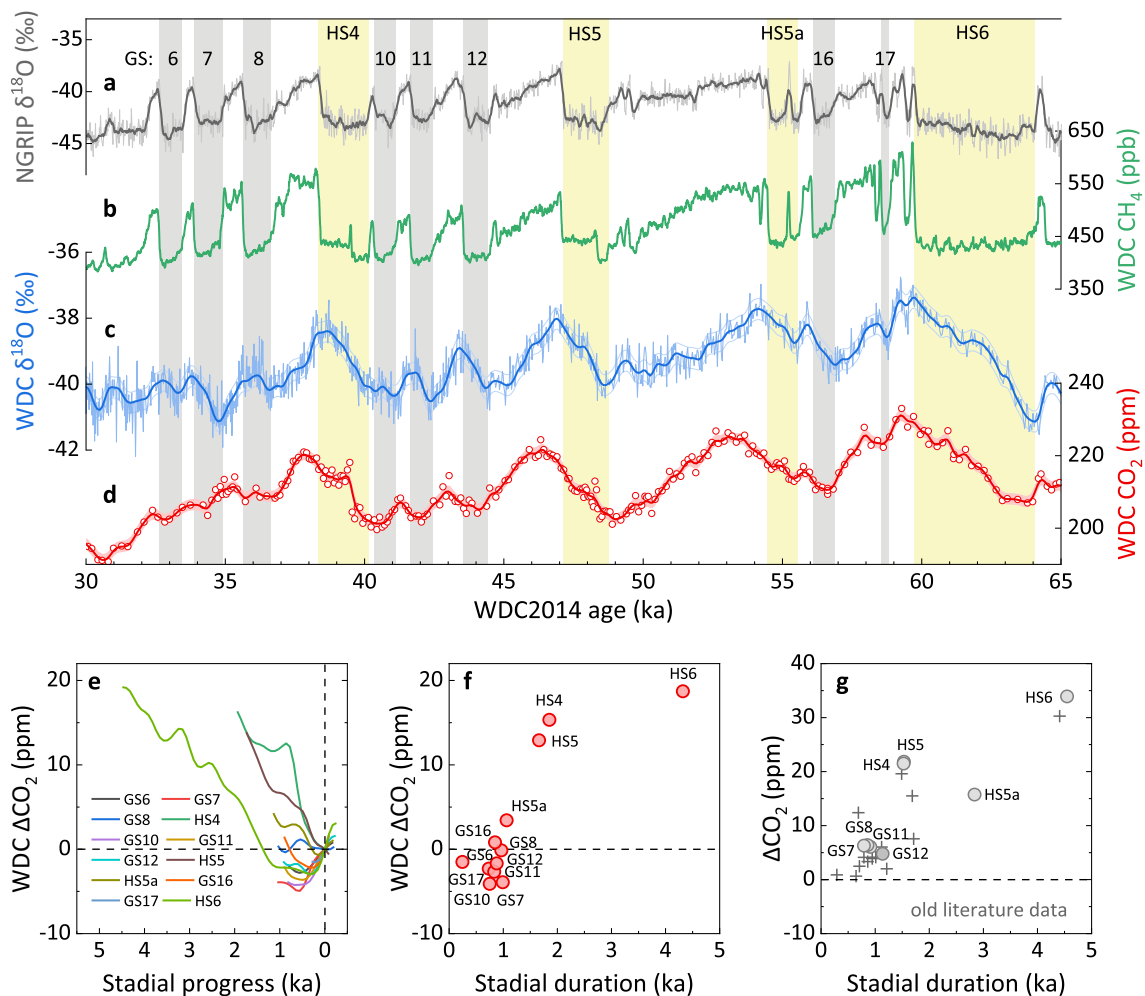 HS4 HS5 HS5a HS6
GS: 6 7 8 10 11 12 16 17
NGRIP δ18O (‰)
-35
-40
-45
a
WDC CH4 (ppb)
650
550
450
350
b
WDC δ18O (‰)
-36
-38
-40
-42
c
WDC CO2 (ppm)
240
220
200
d
30 35 40 45 50 55 60 65
WDC2014 age (ka)
e
WDC ΔCO2 (ppm)
20
10
0
-10
GS6 GS7
GS8 HS4
GS10 GS11
GS12 HS5
HS5a GS16
GS17 HS6
5 4 3 2 1 0
Stadial progress (ka)
f
WDC ΔCO2 (ppm)
20
10
0
-10
HS6
HS4
HS5
HS5a
GS16
GS8
GS6
GS12
GS17
GS11
GS10
GS7
0 1 2 3 4 5
Stadial duration (ka)
g
ΔCO2 (ppm)
40
30
20
10
0
-10
HS6
HS5
HS4
HS5a
GS8
GS11
GS7
GS12
old literature data
0 1 2 3 4 5
Stadial duration (ka)